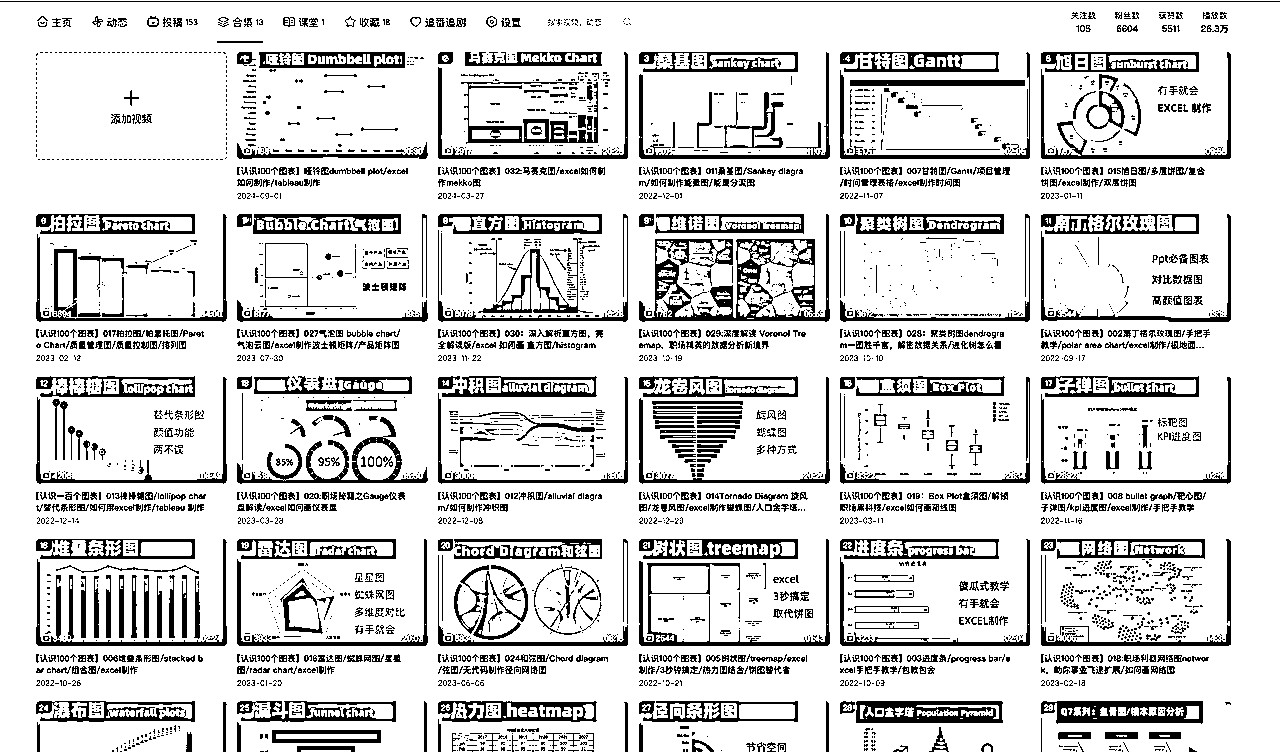 主页 动态 投稿 153 合集 13 课堂 1 收藏 18 追番追剧 设置 搜索视频、动态
关注数 粉丝数 获赞数 播放数
105 6604 5511 26.3万
添加视频
1 哑铃图 Dumbbell plot
2 马赛克图 Mekko Chart
3 桑基图 Sankey chart
4 甘特图 Gantt
5 旭日图 sunburst chart
有手就会
EXCEL 制作
【认识100个图表】哑铃图dumbbell plot/excel
如何制作/tableau制作
2024-09-01
【认识100个图表】032马赛克图/excel如何制
作mekko图
2024-03-27
【认识100个图表】011桑基图/Sankey diagra
m/如何制作能量图/能量分流图
2022-12-01
【认识100个图表】007甘特图/Gantt/项目管理
/时间管理表格/excel制作时间图
2022-11-07
【认识100个图表】015旭日图/多层饼图/复合
饼图/excel制作/双层饼图
2023-01-11
6 柏拉图 Pareto chart
Bubble Chart(气泡图)
波士顿矩阵
直方图 Histogram
维诺图 Voronoi treemap
10 聚类树图 Dendrogram
11 南丁格尔玫瑰图
Ppt必备图表
对比数据图
高颜值图表
【认识100个图表】017柏拉图/帕累托图/Paret
o Chart/质量管理图/质量控制图/排列图
2023-02-12
【认识100个图表】027气泡图 bubble chart/
气泡云图/excel制作波士顿矩阵/产品矩阵图
2023-07-30
【认识100个图表】030：深入解析直方图，完
全解读版/excel 如何画 直方图/histogram
2023-11-22
【认识100个图表】029:深度解读 Voronoi Tre
emap，职场精英的数据分析新境界
2023-10-19
【认识100个图表】028：聚类树图dendrogra
m一图胜千言，解密数据关系/进化树怎么看
2023-10-10
【认识100个图表】002南丁格尔玫瑰图/手把手
教学/polar area chart/excel制作/极地图...
2022-09-17
12 棒棒糖图 lollipop chart
替代条形图
颜值功能
两不误
13 仪表盘(Gauge)
85% 95% 100%
14 冲积图 alluvial diagram
15 龙卷风图
旋风图
蝴蝶图
多种方式
16 盒须图 Box Plot
17 子弹图 bullet chart
标靶图
KPI进度图
【认识一百个图表】013棒棒糖图/lollipop char
t/替代条形图/如何用excel制作/tableau 制作
2022-12-14
【认识100个图表】020:职场秘籍之Gauge仪表
盘解读/excel如何画仪表盘
2023-03-28
【认识100个图表】012冲积图/alluvial diagra
m/如何制作冲积图
2022-12-08
【认识100个图表】014Tornado Diagram 旋风
图/龙卷风图/excel制作蝴蝶图/人口金字塔...
2022-12-29
【认识100个图表】019：Box Plot盒须图/解锁
职场黑科技/excel如何画箱线图
2023-03-11
【认识100个图表】008 bullet graph/靶心图/
子弹图/kpi进度图/excel制作/手把手教学
2022-11-16
18 堆叠条形图
19 雷达图 radar chart
星星图
蜘蛛网图
多维度对比
有手就会
20 Chord Diagram和弦图
21 树状图 treemap
excel
3秒搞定
取代饼图
22 进度条 progress bar
傻瓜式教学
有手就会
EXCEL制作
23 网络图 Network
【认识100个图表】006堆叠条形图/stacked b
ar chart/组合图/excel制作
2022-10-26
【认识100个图表】016雷达图/蜘蛛网图/星星
图/radar chart/excel制作
2023-01-20
【认识100个图表】024和弦图/Chord diagram
/弦图/无代码制作径向网络图
2023-06-06
【认识100个图表】005树状图/treemap/excel
制作/3秒钟搞定/热力图结合/饼图替代者
2022-10-21
【认识100个图表】003进度条/progress bar/e
xcel手把手教学/包教包会
2022-10-09
【认识100个图表】018:职场利器网络图networ
k，助你事业飞速扩展/如何画网络图
2023-02-18
24 瀑布图 waterfall plots
25 漏斗图 funnel chart
26 热力图 heatmap
27 径向条形图
节省空间
28 人口金字塔 Population Pyramid
29 Q7系列：鱼骨图/根本原因分析